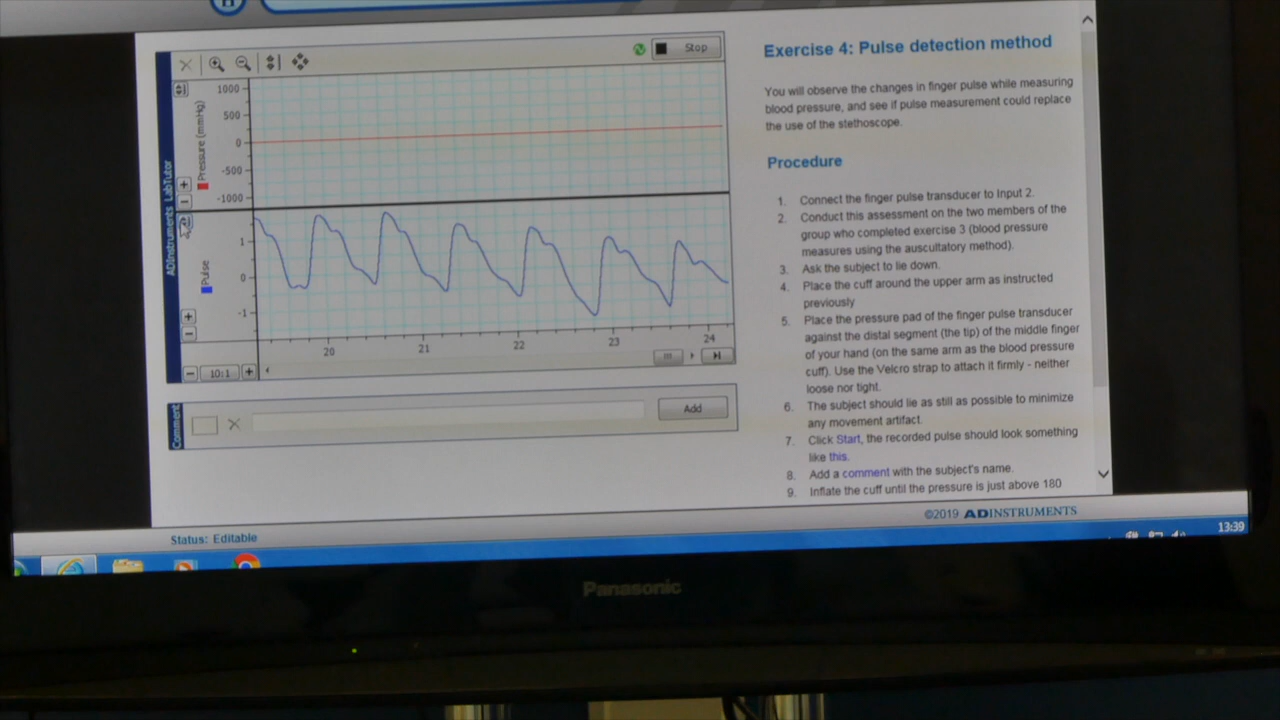 Stop
1000
500
0
-500
-1000
Pressure (mmHg)
ADInstruments LabTutor
1
0
-1
Pulse
20
21
22
23
24
10:1
Comment
Add
Exercise 4: Pulse detection method
You will observe the changes in finger pulse while measuring
blood pressure, and see if pulse measurement could replace
the use of the stethoscope.
Procedure
1. Connect the finger pulse transducer to Input 2.
2. Conduct this assessment on the two members of the
group who completed exercise 3 (blood pressure
measures using the auscultatory method).
3. Ask the subject to lie down.
4. Place the cuff around the upper arm as instructed
previously
5. Place the pressure pad of the finger pulse transducer
against the distal segment (the tip) of the middle finger
of your hand (on the same arm as the blood pressure
cuff). Use the Velcro strap to attach it firmly - neither
loose nor tight.
6. The subject should lie as still as possible to minimize
any movement artifact.
7. Click Start, the recorded pulse should look something
like this.
8. Add a comment with the subject's name.
9. Inflate the cuff until the pressure is just above 180
©2019 ADINSTRUMENTS
Status: Editable
13:39
Panasonic